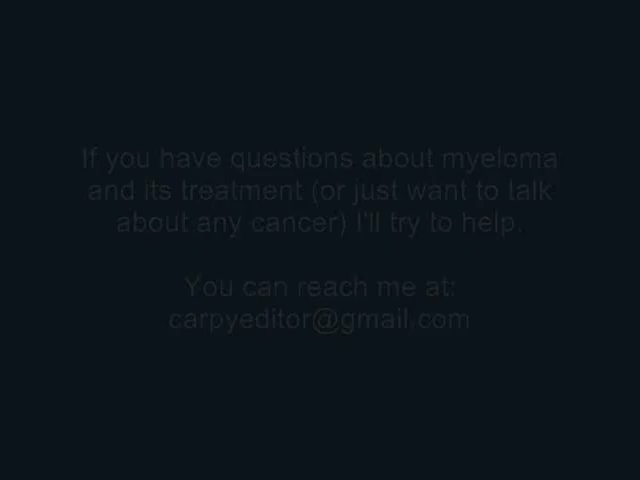 If you have questions about myeloma
and its treatment (or just want to talk
about any cancer) I'll try to help.
You can reach me at:
carpyeditor@gmail.com